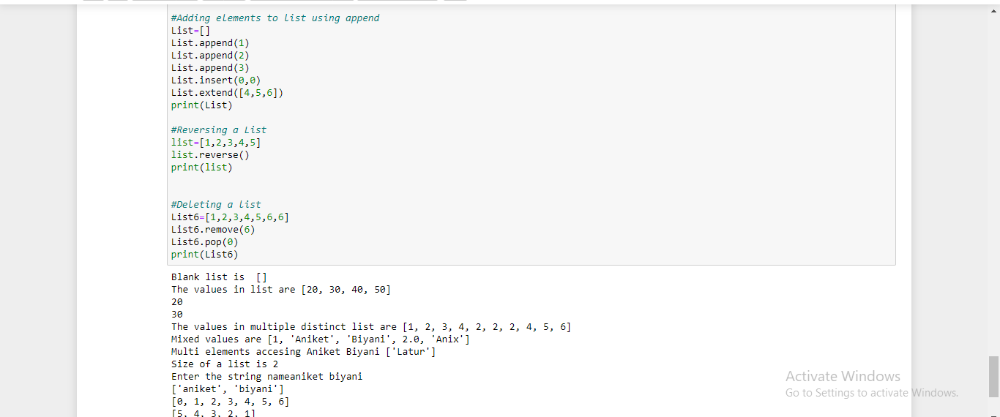 #Adding elements to list using append
List=[]
List.append(1)
List.append(2)
List.append(3)
List.insert(0,0)
List.extend([4,5,6])
print(List)
#Reversing a List
list=[1,2,3,4,5]
list.reverse()
print(list)
#Deleting a list
List6=[1,2,3,4,5,6,6]
List6.remove(6)
List6.pop(0)
print(List6)
Blank list is  []
The values in list are [20, 30, 40, 50]
20
30
The values in multiple distinct list are [1, 2, 3, 4, 2, 2, 2, 4, 5, 6]
Mixed values are [1, 'Aniket', 'Biyani', 2.0, 'Anix']
Multi elements accesing Aniket Biyani ['Latur']
Size of a list is 2
Enter the string nameaniket biyani
['aniket', 'biyani']
[0, 1, 2, 3, 4, 5, 6]
[5, 4, 3, 2, 1]
Activate Windows
Go to Settings to activate Windows.